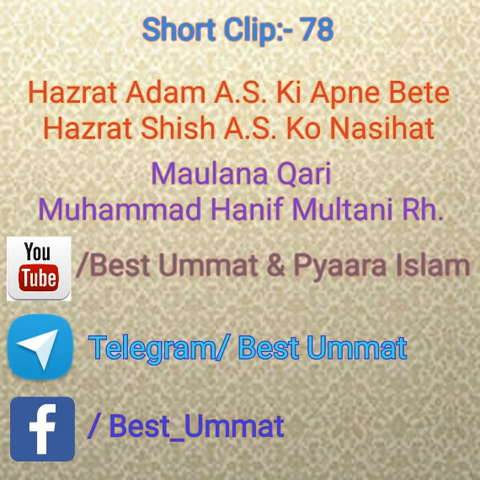 Short Clip:- 78
Hazrat Adam A.S. Ki Apne Bete
Hazrat Shish A.S. Ko Nasihat
Maulana Qari
Muhammad Hanif Multani Rh.
You
Tube
/Best Ummat & Pyaara Islam
Telegram/ Best Ummat
f
/ Best_Ummat